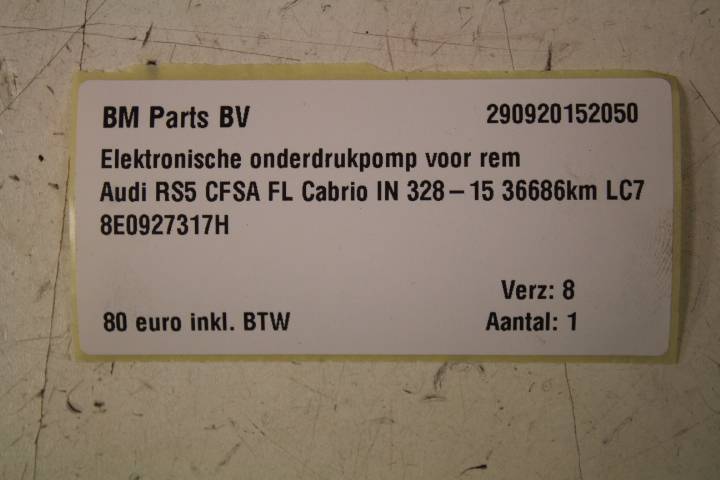 BM Parts BV 290920152050
Elektronische onderdrukpomp voor rem
Audi RS5 CFSA FL Cabrio IN 328-15 36686km LC7
8E0927317H
Verz: 8
80 euro inkl. BTW Aantal: 1